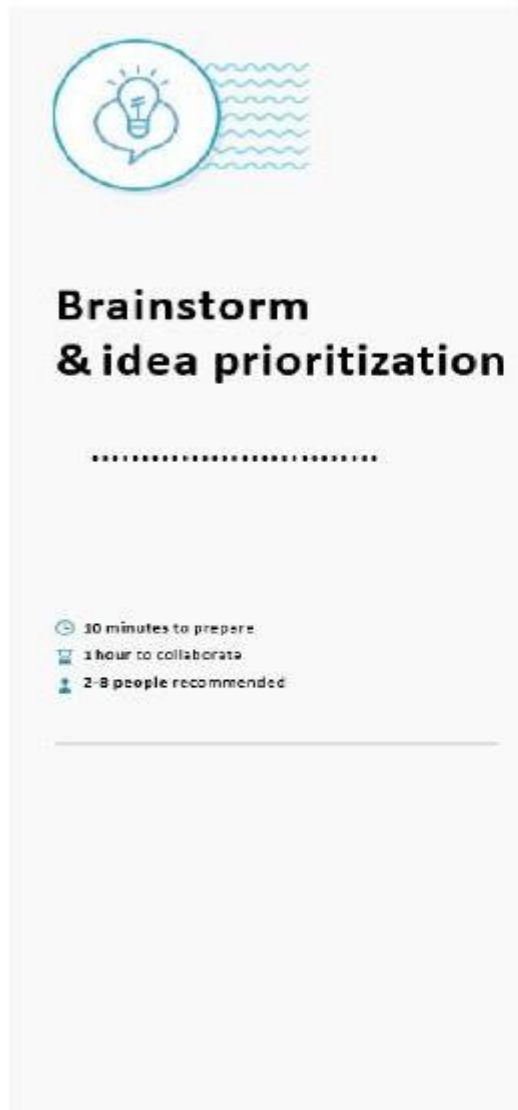 Brainstorm
& idea prioritization
10 minutes to prepare
1 hour to collaborate
2-8 people recommended